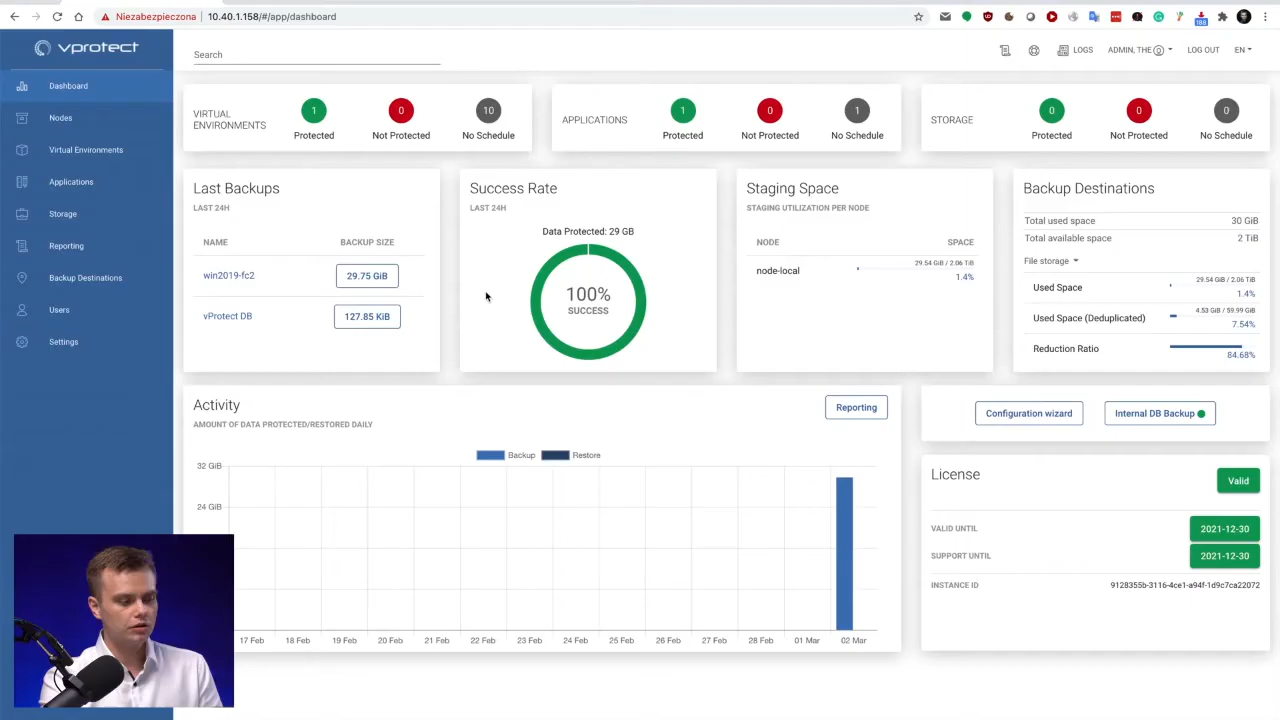 Niezabezpieczona
10.40.1.158/#/app/dashboard
188
vprotect
Search
LOGS
ADMIN, THE
LOG OUT
EN
Dashboard
Nodes
Virtual Environments
Applications
Storage
Reporting
Backup Destinations
Users
Settings
VIRTUAL
ENVIRONMENTS
1
Protected
0
Not Protected
10
No Schedule
APPLICATIONS
1
Protected
0
Not Protected
1
No Schedule
STORAGE
0
Protected
0
Not Protected
0
No Schedule
Last Backups
LAST 24H
NAME
BACKUP SIZE
win2019-fc2
29.75 GiB
vProtect DB
127.85 KiB
Success Rate
LAST 24H
Data Protected: 29 GB
100%
SUCCESS
Staging Space
STAGING UTILIZATION PER NODE
NODE
SPACE
node-local
29.54 GiB / 2.06 TiB
1.4%
Backup Destinations
Total used space
30 GiB
Total available space
2 TiB
File storage
Used Space
29.54 GiB / 2.06 TiB
1.4%
Used Space (Deduplicated)
4.53 GiB / 59.99 GiB
7.54%
Reduction Ratio
84.68%
Activity
AMOUNT OF DATA PROTECTED/RESTORED DAILY
Reporting
Backup
Restore
32 GiB
24 GiB
17 Feb
18 Feb
19 Feb
20 Feb
21 Feb
22 Feb
23 Feb
24 Feb
25 Feb
26 Feb
27 Feb
28 Feb
01 Mar
02 Mar
Configuration wizard
Internal DB Backup
License
Valid
VALID UNTIL
2021-12-30
SUPPORT UNTIL
2021-12-30
INSTANCE ID
9128355b-3116-4ce1-a94f-1d9c7ca22072